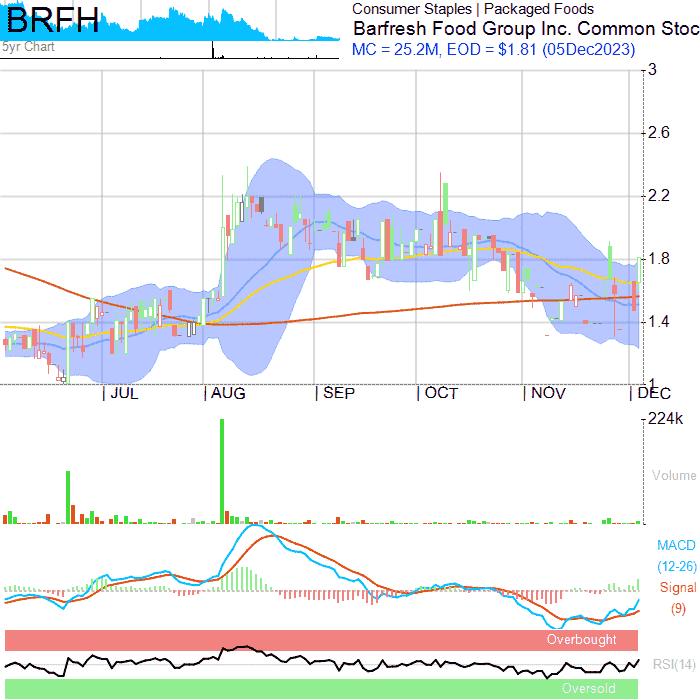 BRFH
5yr Chart
Consumer Staples | Packaged Foods
Barfresh Food Group Inc. Common Stoc
MC = 25.2M, EOD = $1.81 (05Dec2023)
3
2.6
2.2
1.8
1.4
1
JUL
AUG
SEP
OCT
NOV
DEC
224k
Volume
MACD
(12-26)
Signal
(9)
Overbought
RSI(14)
Oversold